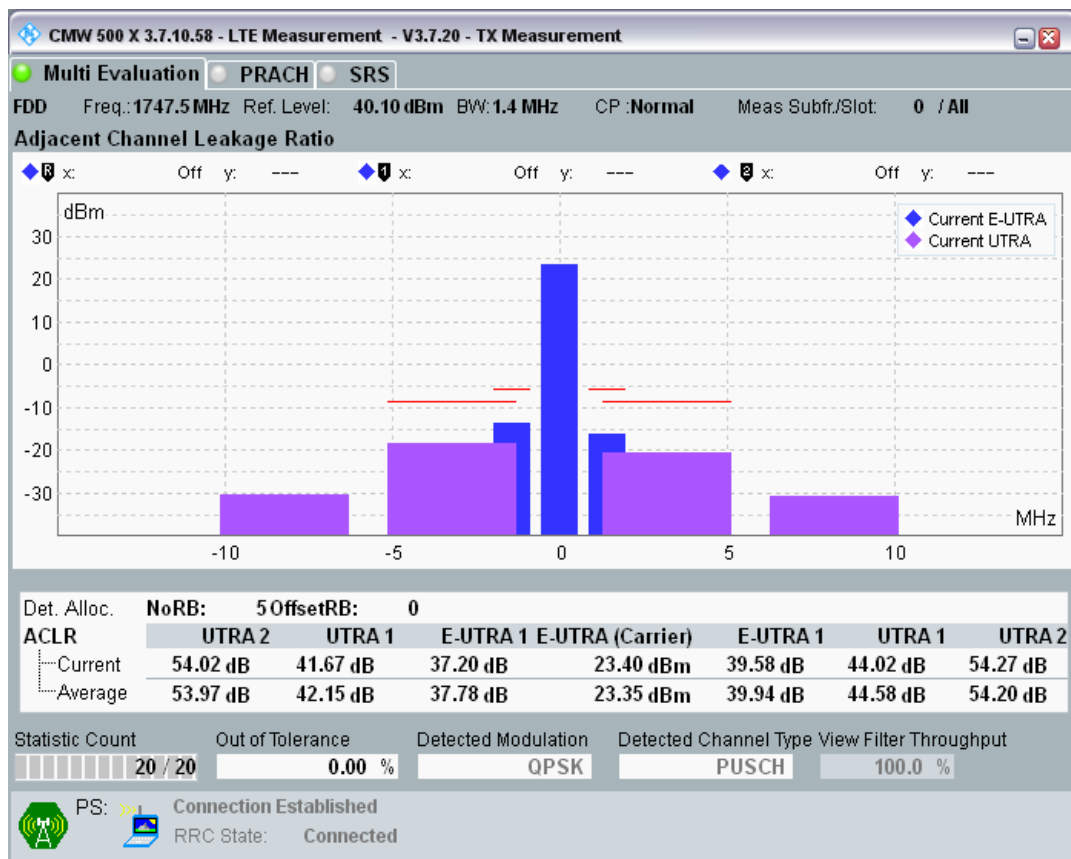 CMW 500 X 3.7.10.58 - LTE Measurement - V3.7.20 - TX Measurement
Multi Evaluation PRACH SRS
FDD Freq.: 1747.5 MHz Ref. Level: 40.10 dBm BW: 1.4 MHz CP :Normal Meas Subfr./Slot: 0 / All
Adjacent Channel Leakage Ratio
R x: Off y: --- 1 x: Off y: --- 2 x: Off y: ---
dBm
Current E-UTRA
Current UTRA
30
20
10
0
-10
-20
-30
MHz
-10 -5 0 5 10
Det. Alloc. NoRB: 5 OffsetRB: 0
ACLR UTRA 2 UTRA 1 E-UTRA 1 E-UTRA (Carrier) E-UTRA 1 UTRA 1 UTRA 2
Current 54.02 dB 41.67 dB 37.20 dB 23.40 dBm 39.58 dB 44.02 dB 54.27 dB
Average 53.97 dB 42.15 dB 37.78 dB 23.35 dBm 39.94 dB 44.58 dB 54.20 dB
Statistic Count Out of Tolerance Detected Modulation Detected Channel Type View Filter Throughput
20 / 20 0.00 % QPSK PUSCH 100.0 %
PS: Connection Established
RRC State: Connected